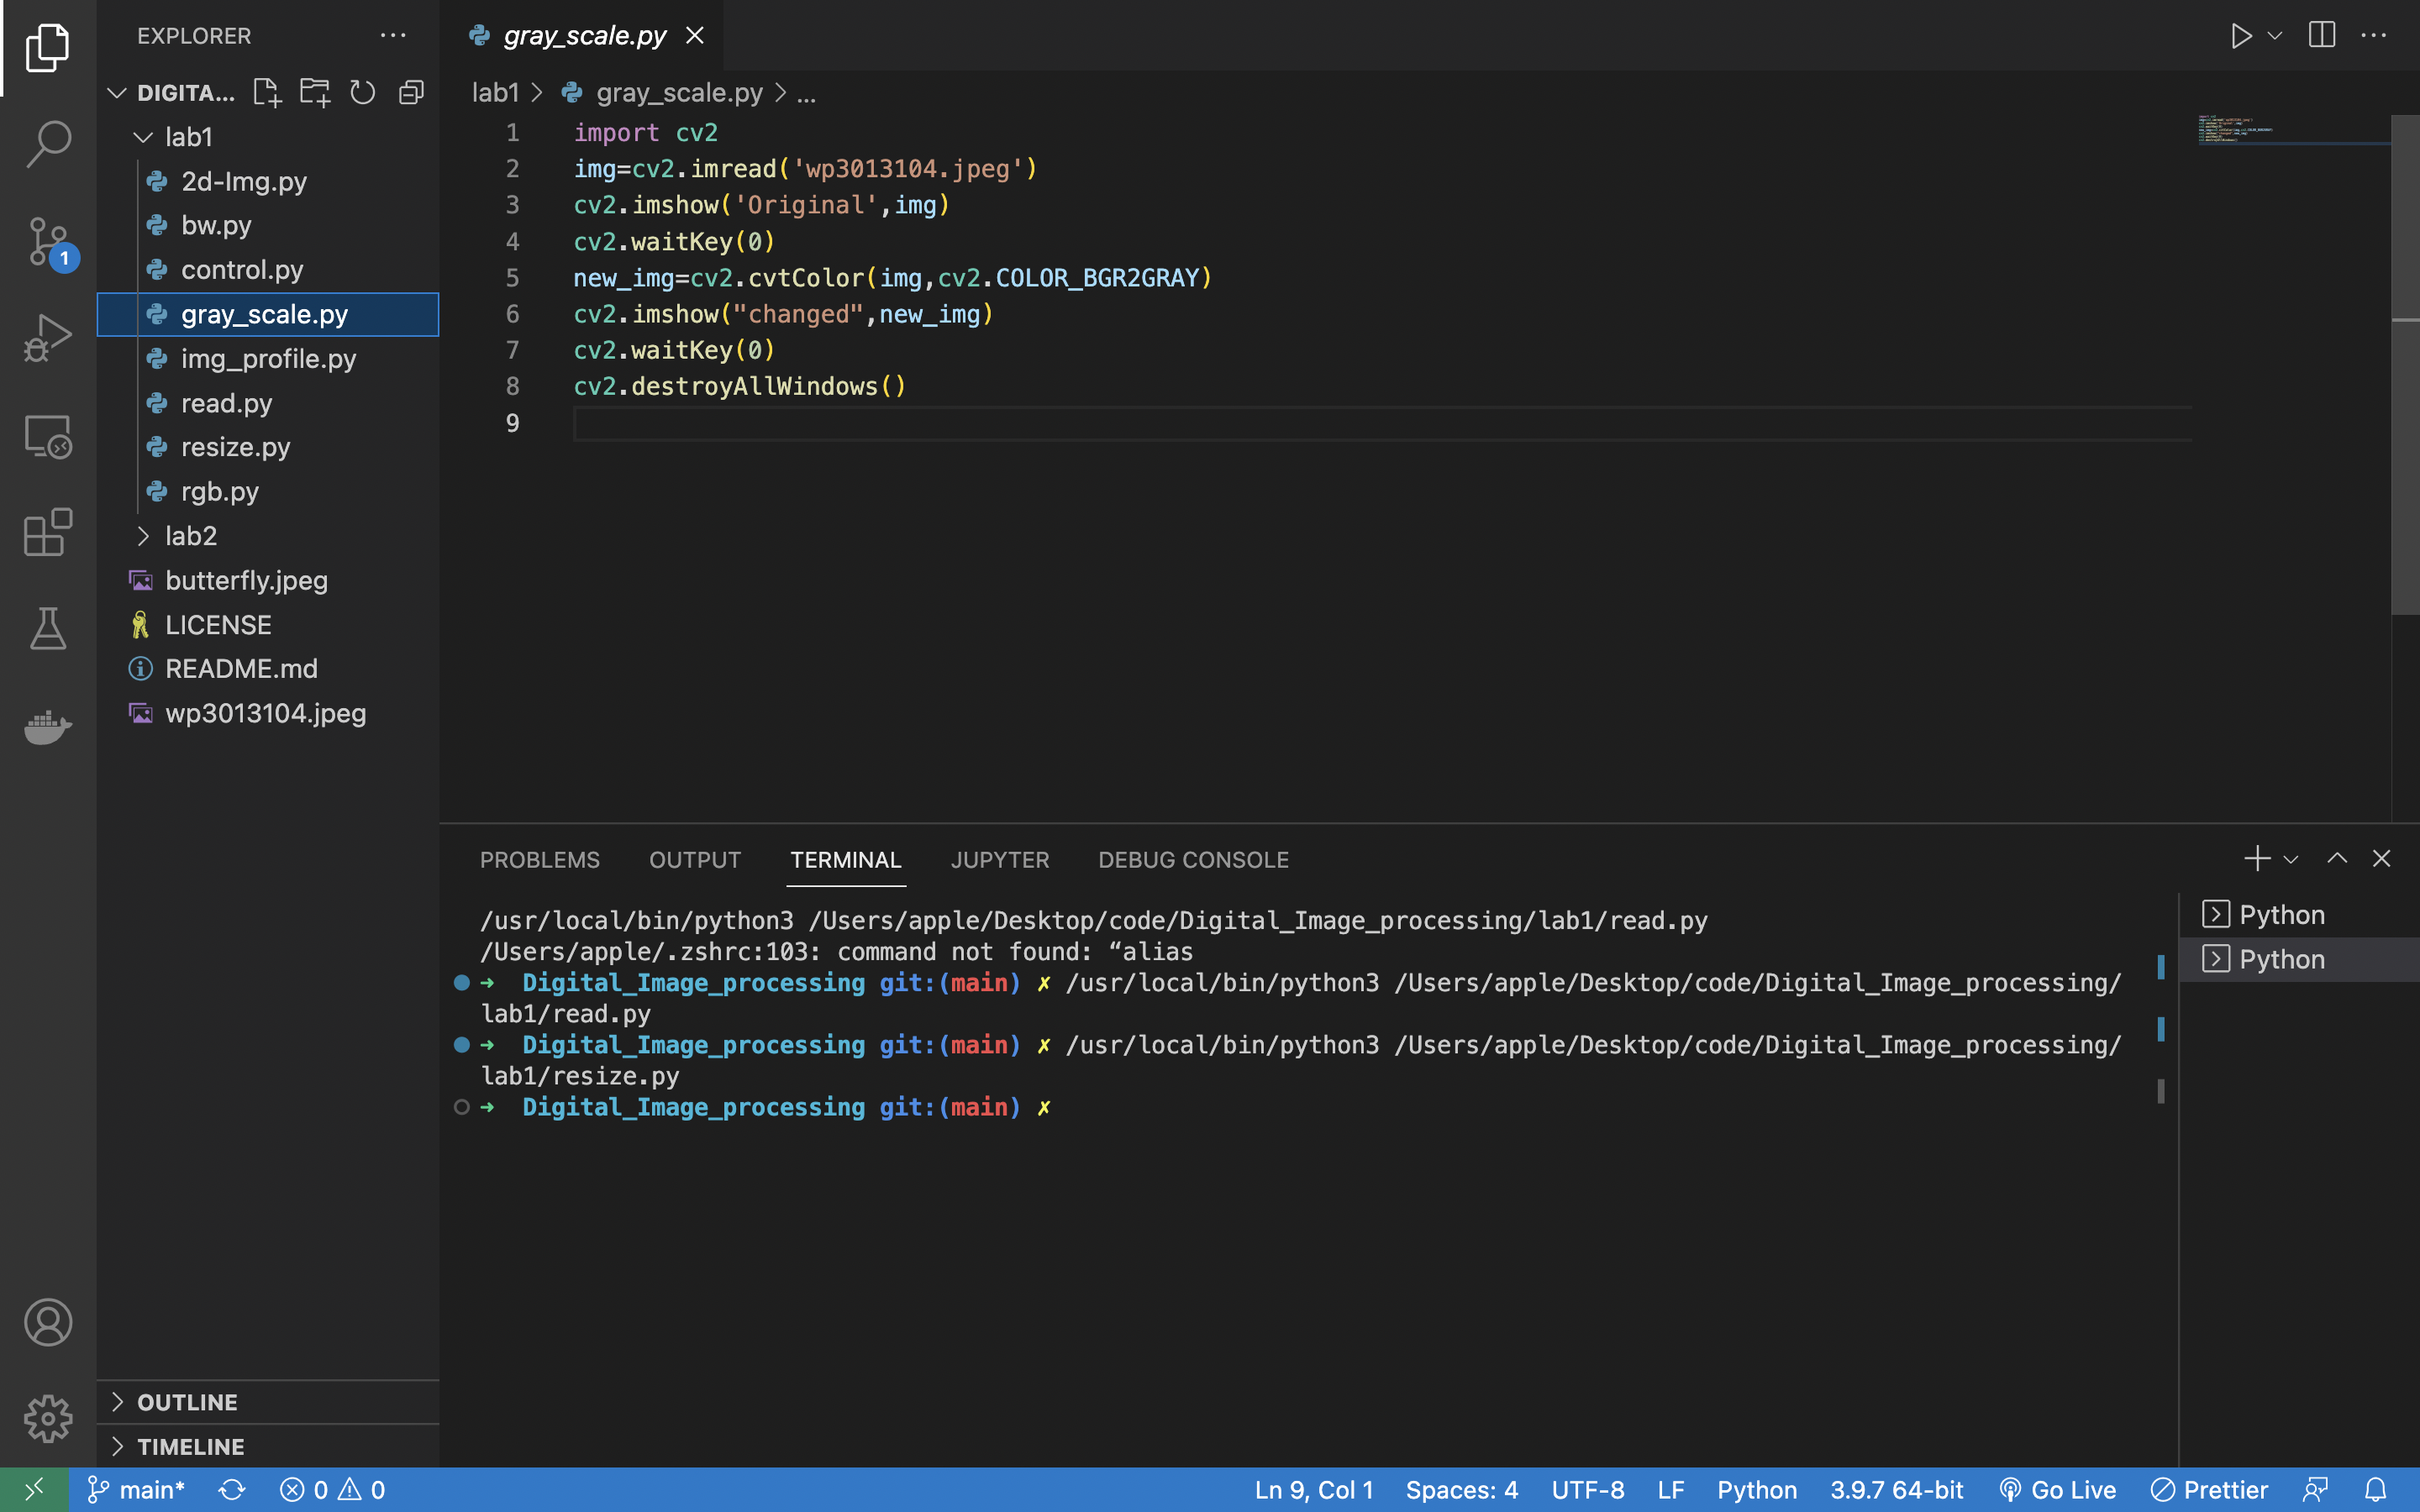 EXPLORER
DIGITA...
lab1
2d-Img.py
bw.py
control.py
gray_scale.py
img_profile.py
read.py
resize.py
rgb.py
lab2
butterfly.jpeg
LICENSE
README.md
wp3013104.jpeg
OUTLINE
TIMELINE
1
gray_scale.py
lab1 > gray_scale.py > ...
1 import cv2
2 img=cv2.imread('wp3013104.jpeg')
3 cv2.imshow('Original',img)
4 cv2.waitKey(0)
5 new_img=cv2.cvtColor(img,cv2.COLOR_BGR2GRAY)
6 cv2.imshow("changed",new_img)
7 cv2.waitKey(0)
8 cv2.destroyAllWindows()
9
PROBLEMS OUTPUT TERMINAL JUPYTER DEBUG CONSOLE
/usr/local/bin/python3 /Users/apple/Desktop/code/Digital_Image_processing/lab1/read.py
/Users/apple/.zshrc:103: command not found: “alias
➜ Digital_Image_processing git:(main) ✗ /usr/local/bin/python3 /Users/apple/Desktop/code/Digital_Image_processing/
lab1/read.py
➜ Digital_Image_processing git:(main) ✗ /usr/local/bin/python3 /Users/apple/Desktop/code/Digital_Image_processing/
lab1/resize.py
➜ Digital_Image_processing git:(main) ✗
Python
Python
main* 0 0 Ln 9, Col 1 Spaces: 4 UTF-8 LF Python 3.9.7 64-bit Go Live Prettier